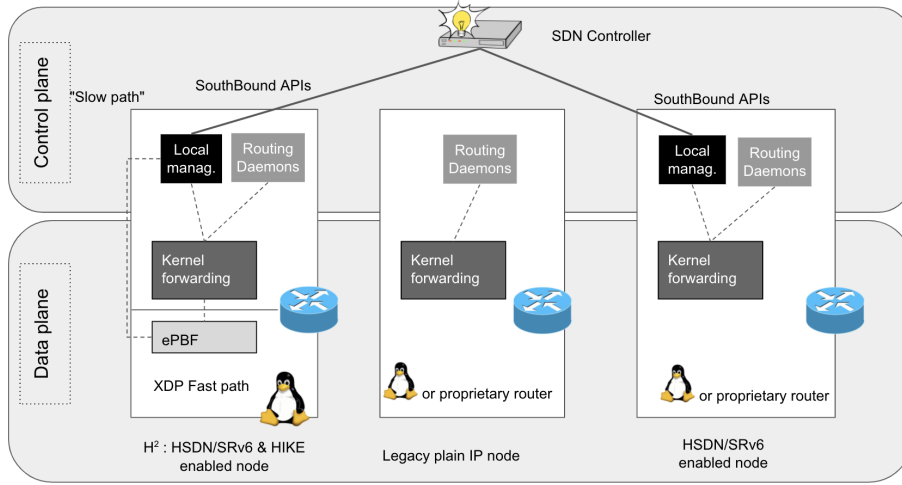 SDN Controller
Control plane
"Slow path"
SouthBound APIs
SouthBound APIs
Local
manag.
Routing
Daemons
Routing
Daemons
Local
manag.
Routing
Daemons
Data plane
Kernel
forwarding
Kernel
forwarding
Kernel
forwarding
ePBF
XDP Fast path
or proprietary router
or proprietary router
H² : HSDN/SRv6 & HIKE
enabled node
Legacy plain IP node
HSDN/SRv6
enabled node